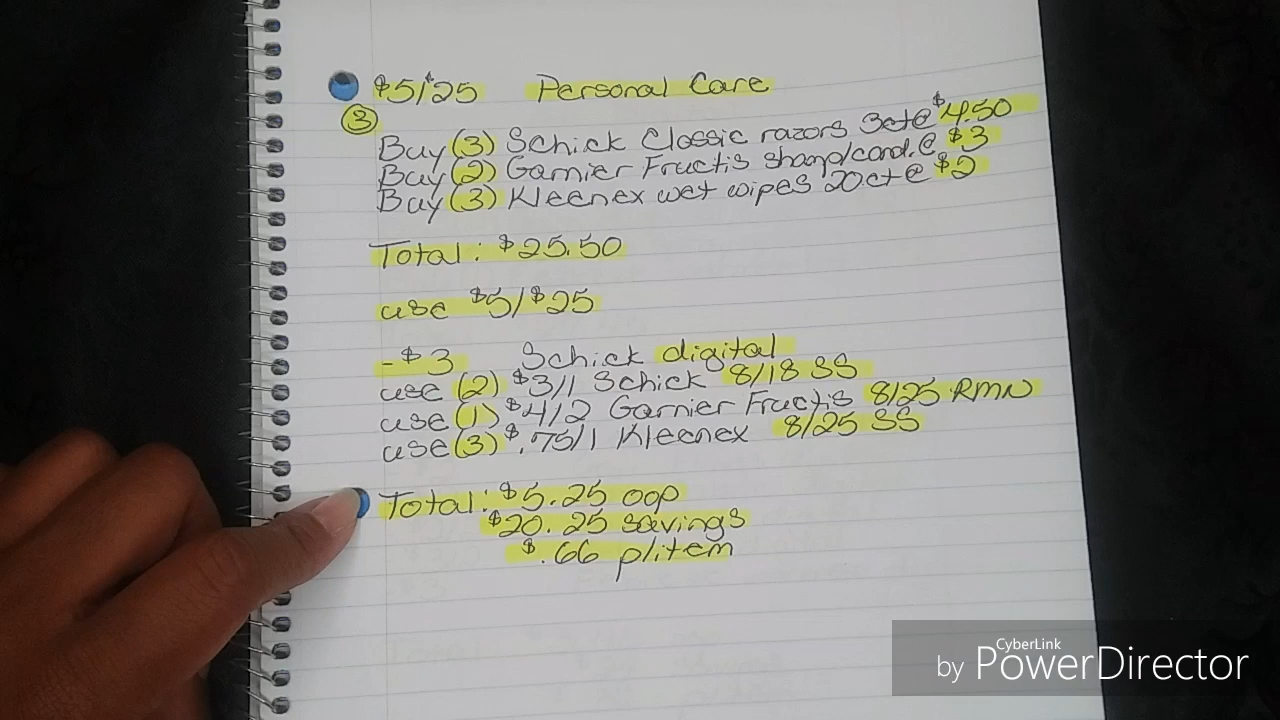 $5/$25 Personal Care
3
Buy (3) Schick Classic razors 3ct @ $4.50
Buy (2) Garnier Fructis shamp/cond. @ $3
Buy (3) Kleenex wet wipes 20ct @ $2
Total: $25.50
use $5/$25
-$3 Schick digital
use (2) $3/1 Schick 8/18 SS
use (1) $4/2 Garnier Fructis 8/25 RMN
use (3) $.75/1 Kleenex 8/25 SS
Total: $5.25 oop
$20.25 savings
$.66 p/item
CyberLink
by PowerDirector